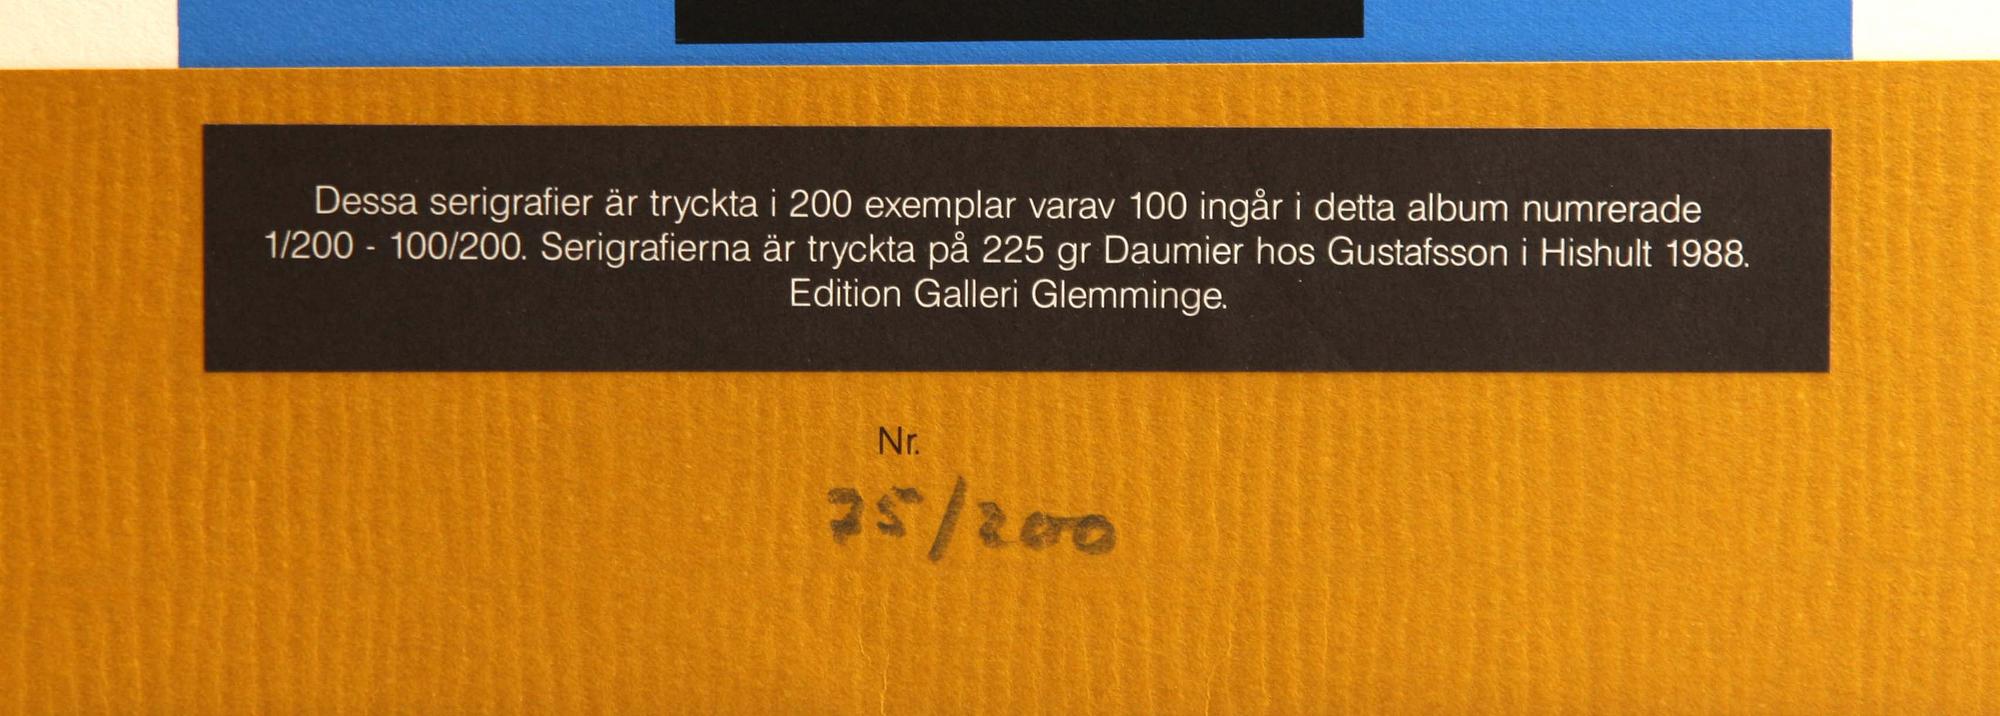 Dessa serigrafier är tryckta i 200 exemplar varav 100 ingår i detta album numrerade
1/200 - 100/200. Serigrafierna är tryckta på 225 gr Daumier hos Gustafsson i Hishult 1988.
Edition Galleri Glemminge.
Nr.
75/200